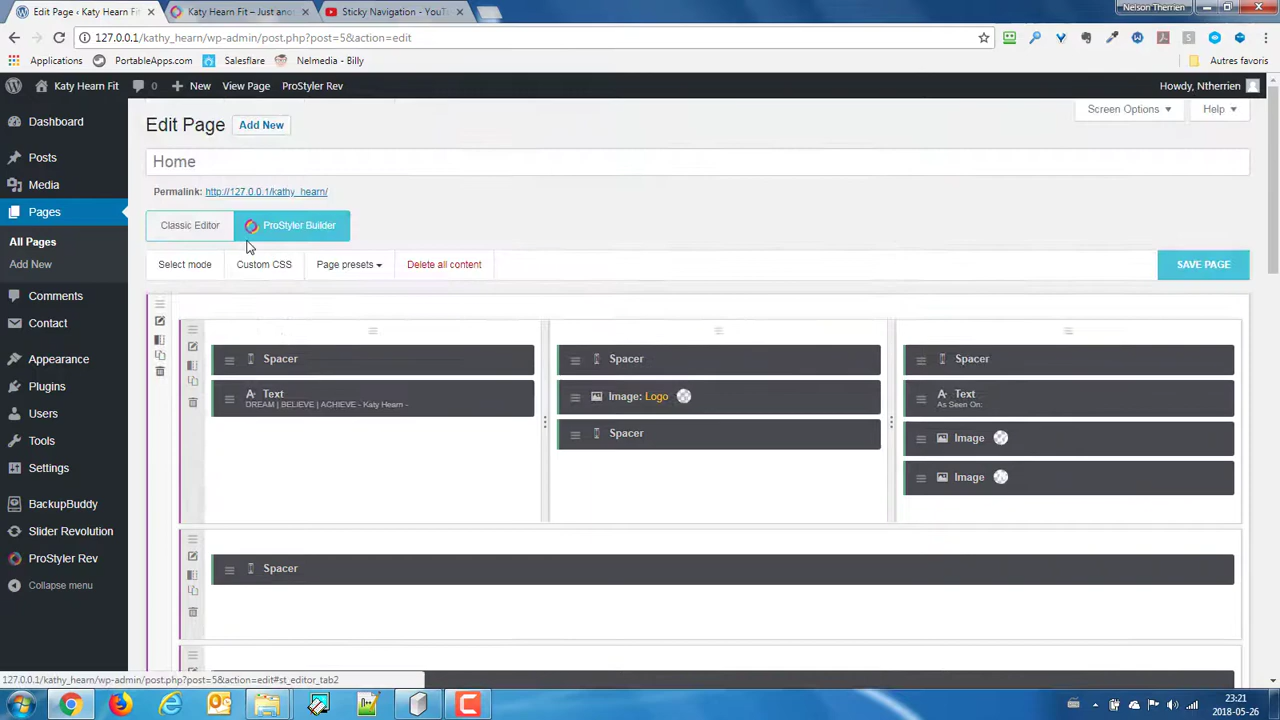 Nelson Therrien
Edit Page ‹ Katy Hearn Fit
Katy Hearn Fit – Just ano
Sticky Navigation - YouT
127.0.0.1/kathy_hearn/wp-admin/post.php?post=5&action=edit
Applications
PortableApps.com
Salesflare
Nelmedia - Billy
Autres favoris
Katy Hearn Fit
0
New
View Page
ProStyler Rev
Howdy, Ntherrien
Dashboard
Posts
Media
Pages
All Pages
Add New
Comments
Contact
Appearance
Plugins
Users
Tools
Settings
BackupBuddy
Slider Revolution
ProStyler Rev
Collapse menu
Edit Page
Add New
Screen Options
Help
Home
Permalink: http://127.0.0.1/kathy_hearn/
Classic Editor
ProStyler Builder
Select mode
Custom CSS
Page presets
Delete all content
SAVE PAGE
Spacer
Text
DREAM | BELIEVE | ACHIEVE - Katy Hearn -
Spacer
Image: Logo
Spacer
Spacer
Text
As Seen On:
Image
Image
Spacer
127.0.0.1/kathy_hearn/wp-admin/post.php?post=5&action=edit#st_editor_tab2
23:21
2018-05-26